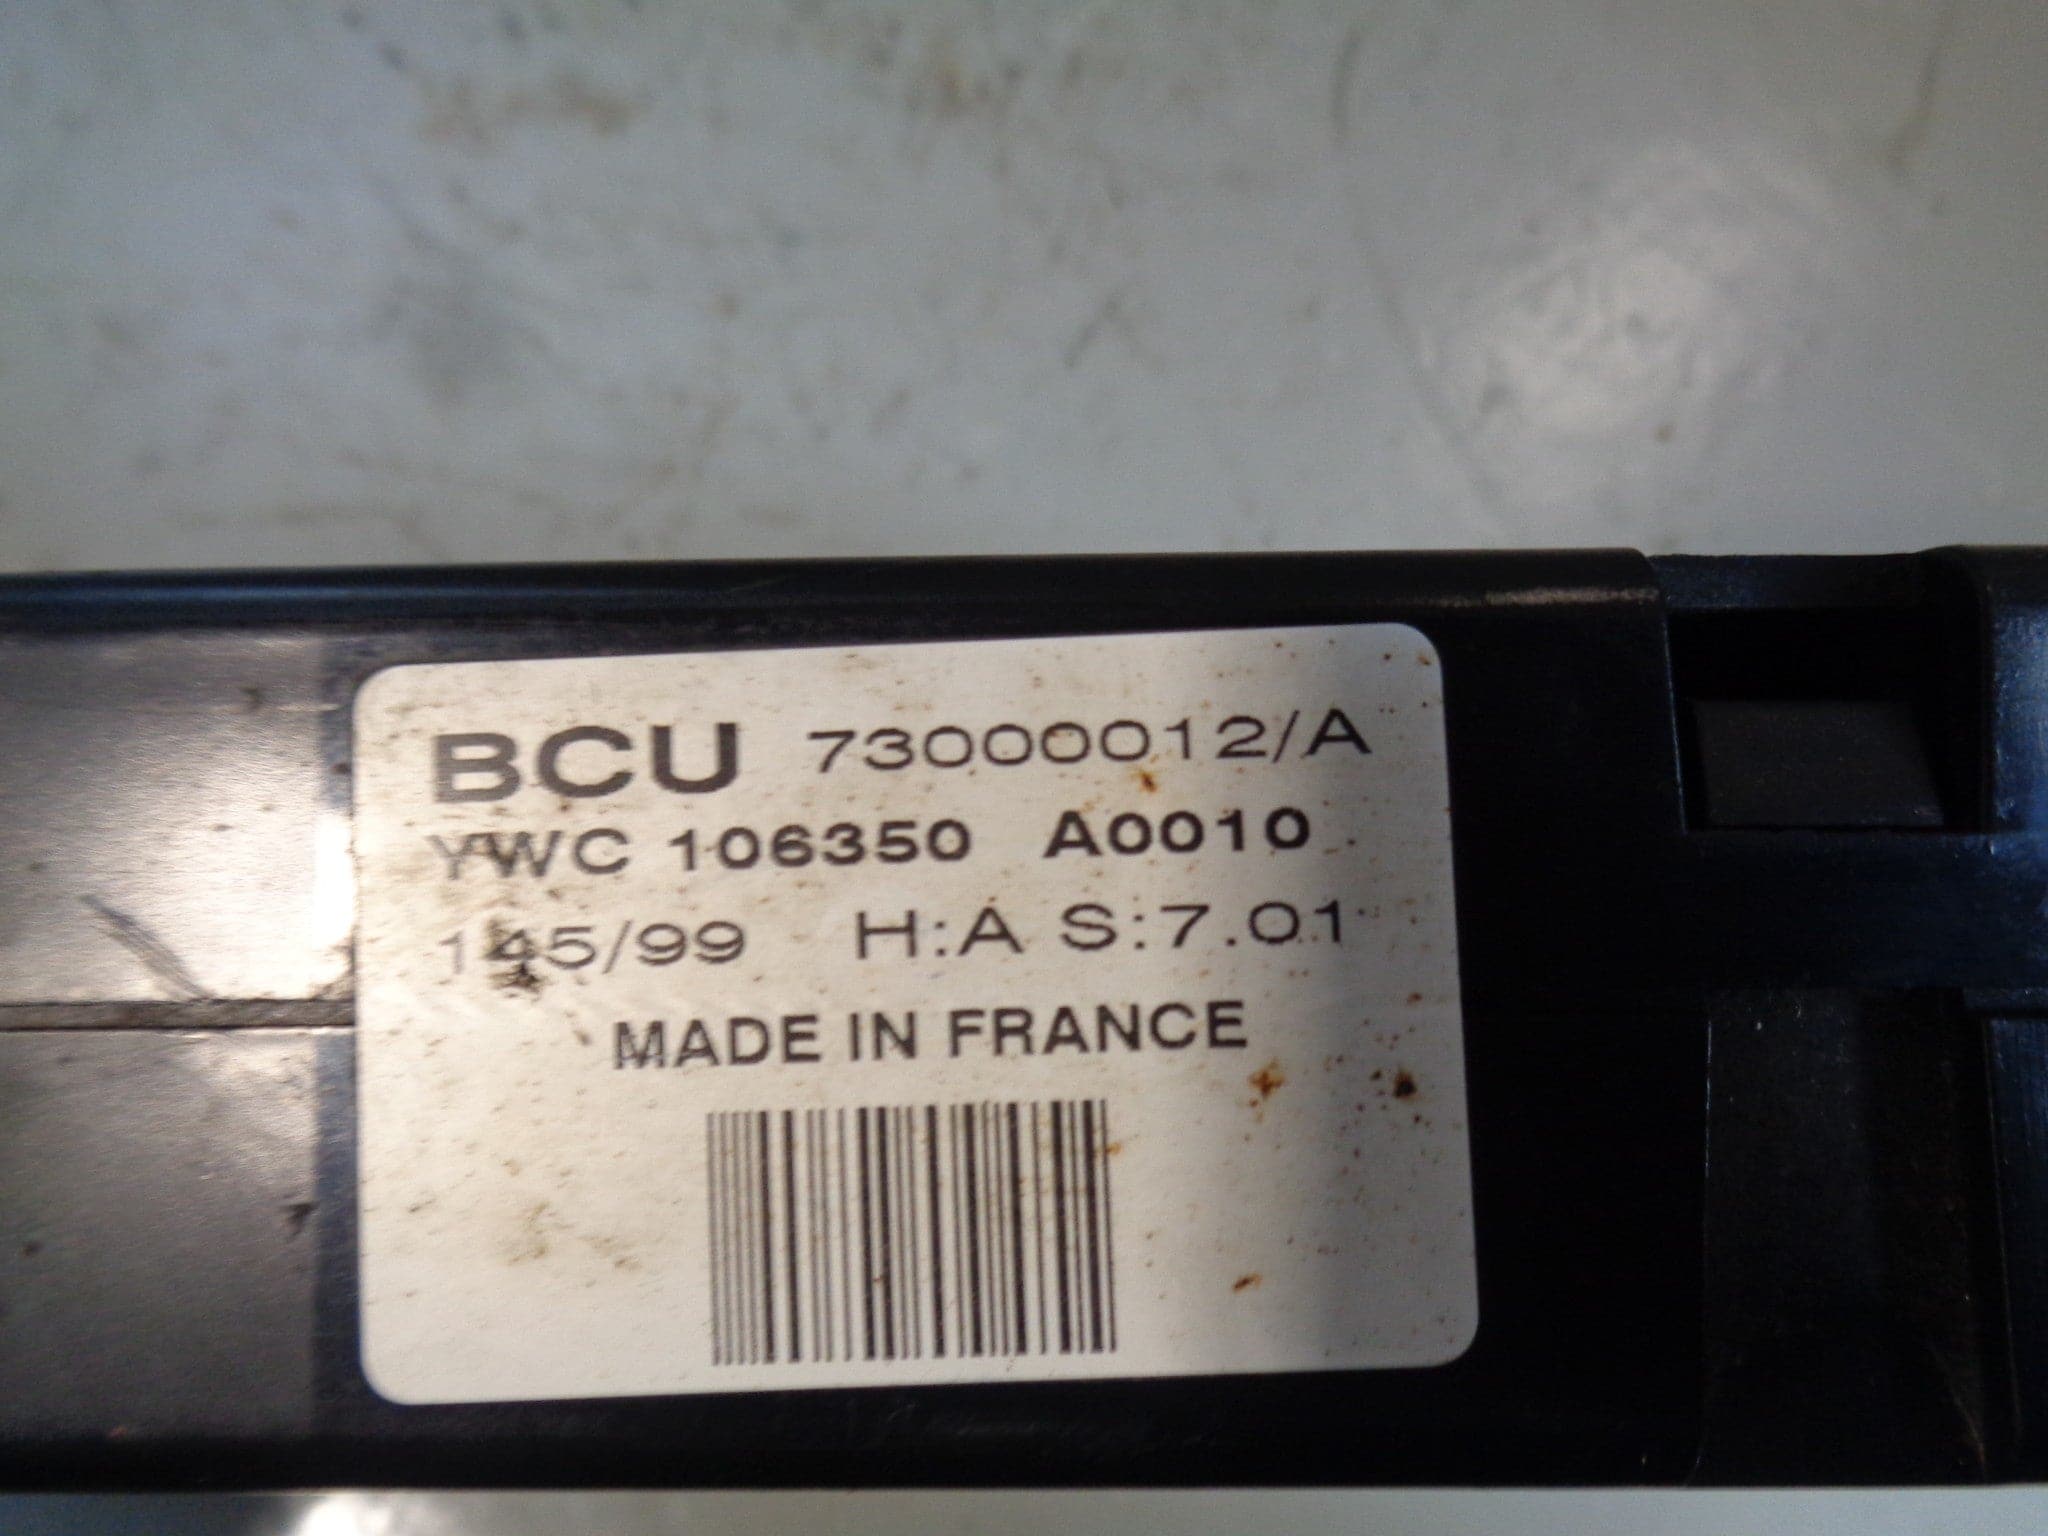 BCU 73000012/A
YWC 106350 A0010
145/99 H:A S:7.01
MADE IN FRANCE